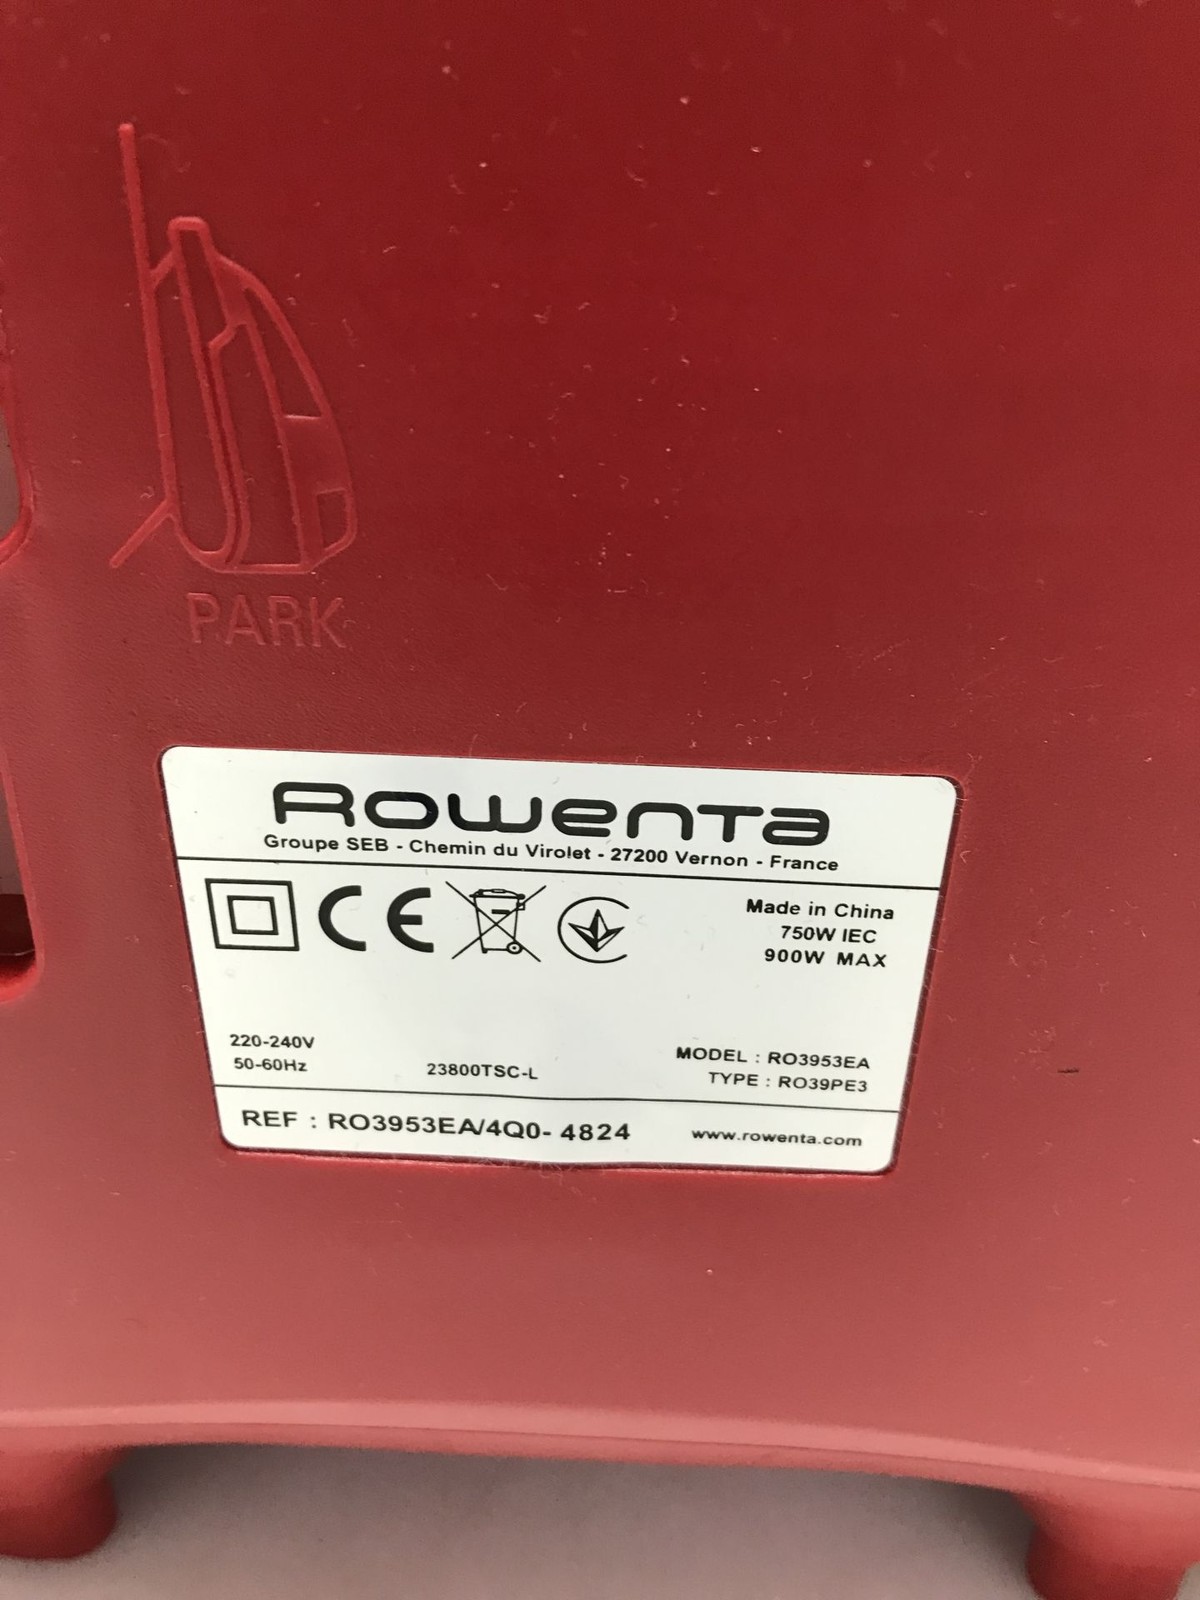 PARK
Rowenta
Groupe SEB - Chemin du Virolet - 27200 Vernon - France
CE
Made in China
750W IEC
900W MAX
220-240V
50-60Hz
23800TSC-L
MODEL : RO3953EA
TYPE : RO39PE3
REF : RO3953EA/4Q0- 4824
www.rowenta.com